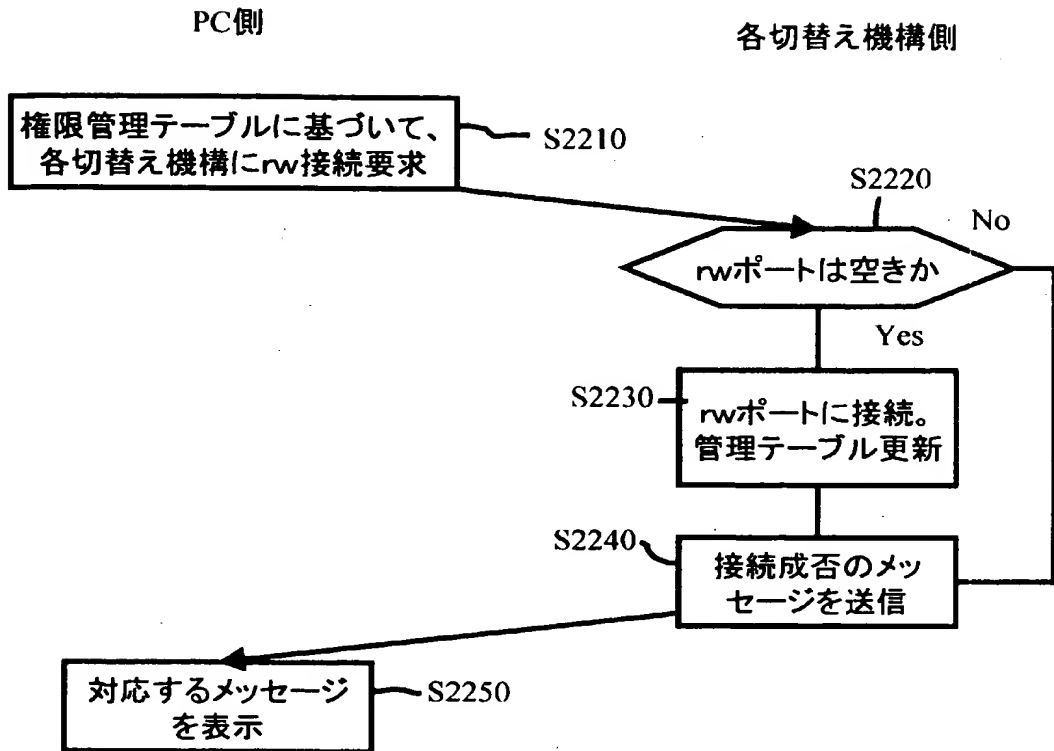 PC側
各切替え機構側
権限管理テーブルに基づいて、
各切替え機構にrw接続要求
S2210
S2220
No
rwポートは空きか
Yes
S2230
rwポートに接続。
管理テーブル更新
S2240
接続成否のメッ
セージを送信
対応するメッセージ
を表示
S2250